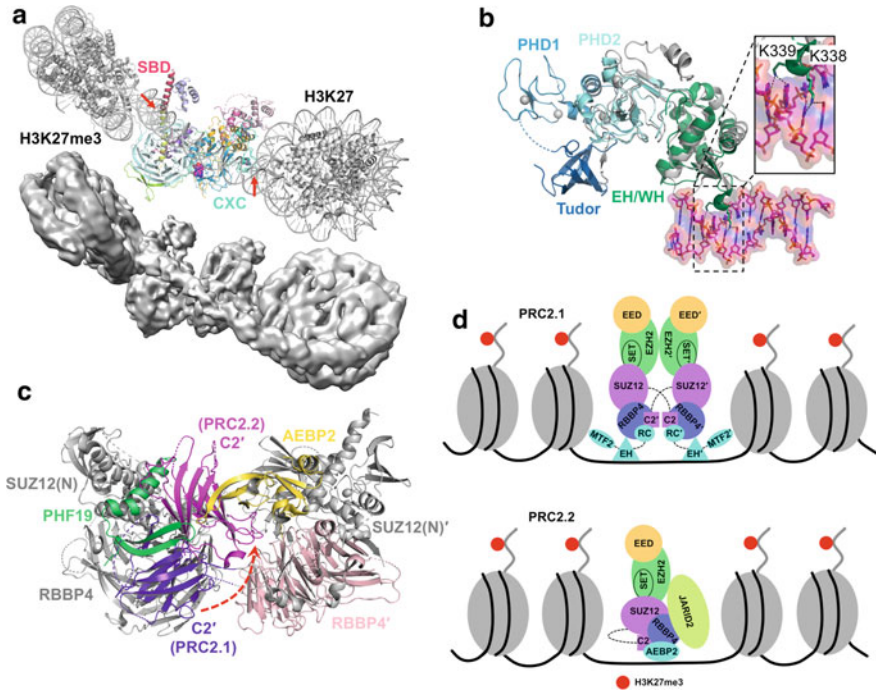 a
SBD
H3K27
H3K27me3
CXC
b
PHD1
PHD2
K339
K338
Tudor
EH/WH
c
(PRC2.2)
C2′
AEBP2
SUZ12(N)
PHF19
SUZ12(N)′
RBBP4
C2′
(PRC2.1)
RBBP4′
d
PRC2.1
EED
EED′
SET
EZH2
EZH2′
SET′
SUZ12
SUZ12′
RBBP4
C2′
C2
RBBP4′
MTF2
RC
RC′
MTF2′
EH
EH′
PRC2.2
EED
SET
EZH2
SUZ12
JARID2
C2
RBBP4
AEBP2
H3K27me3